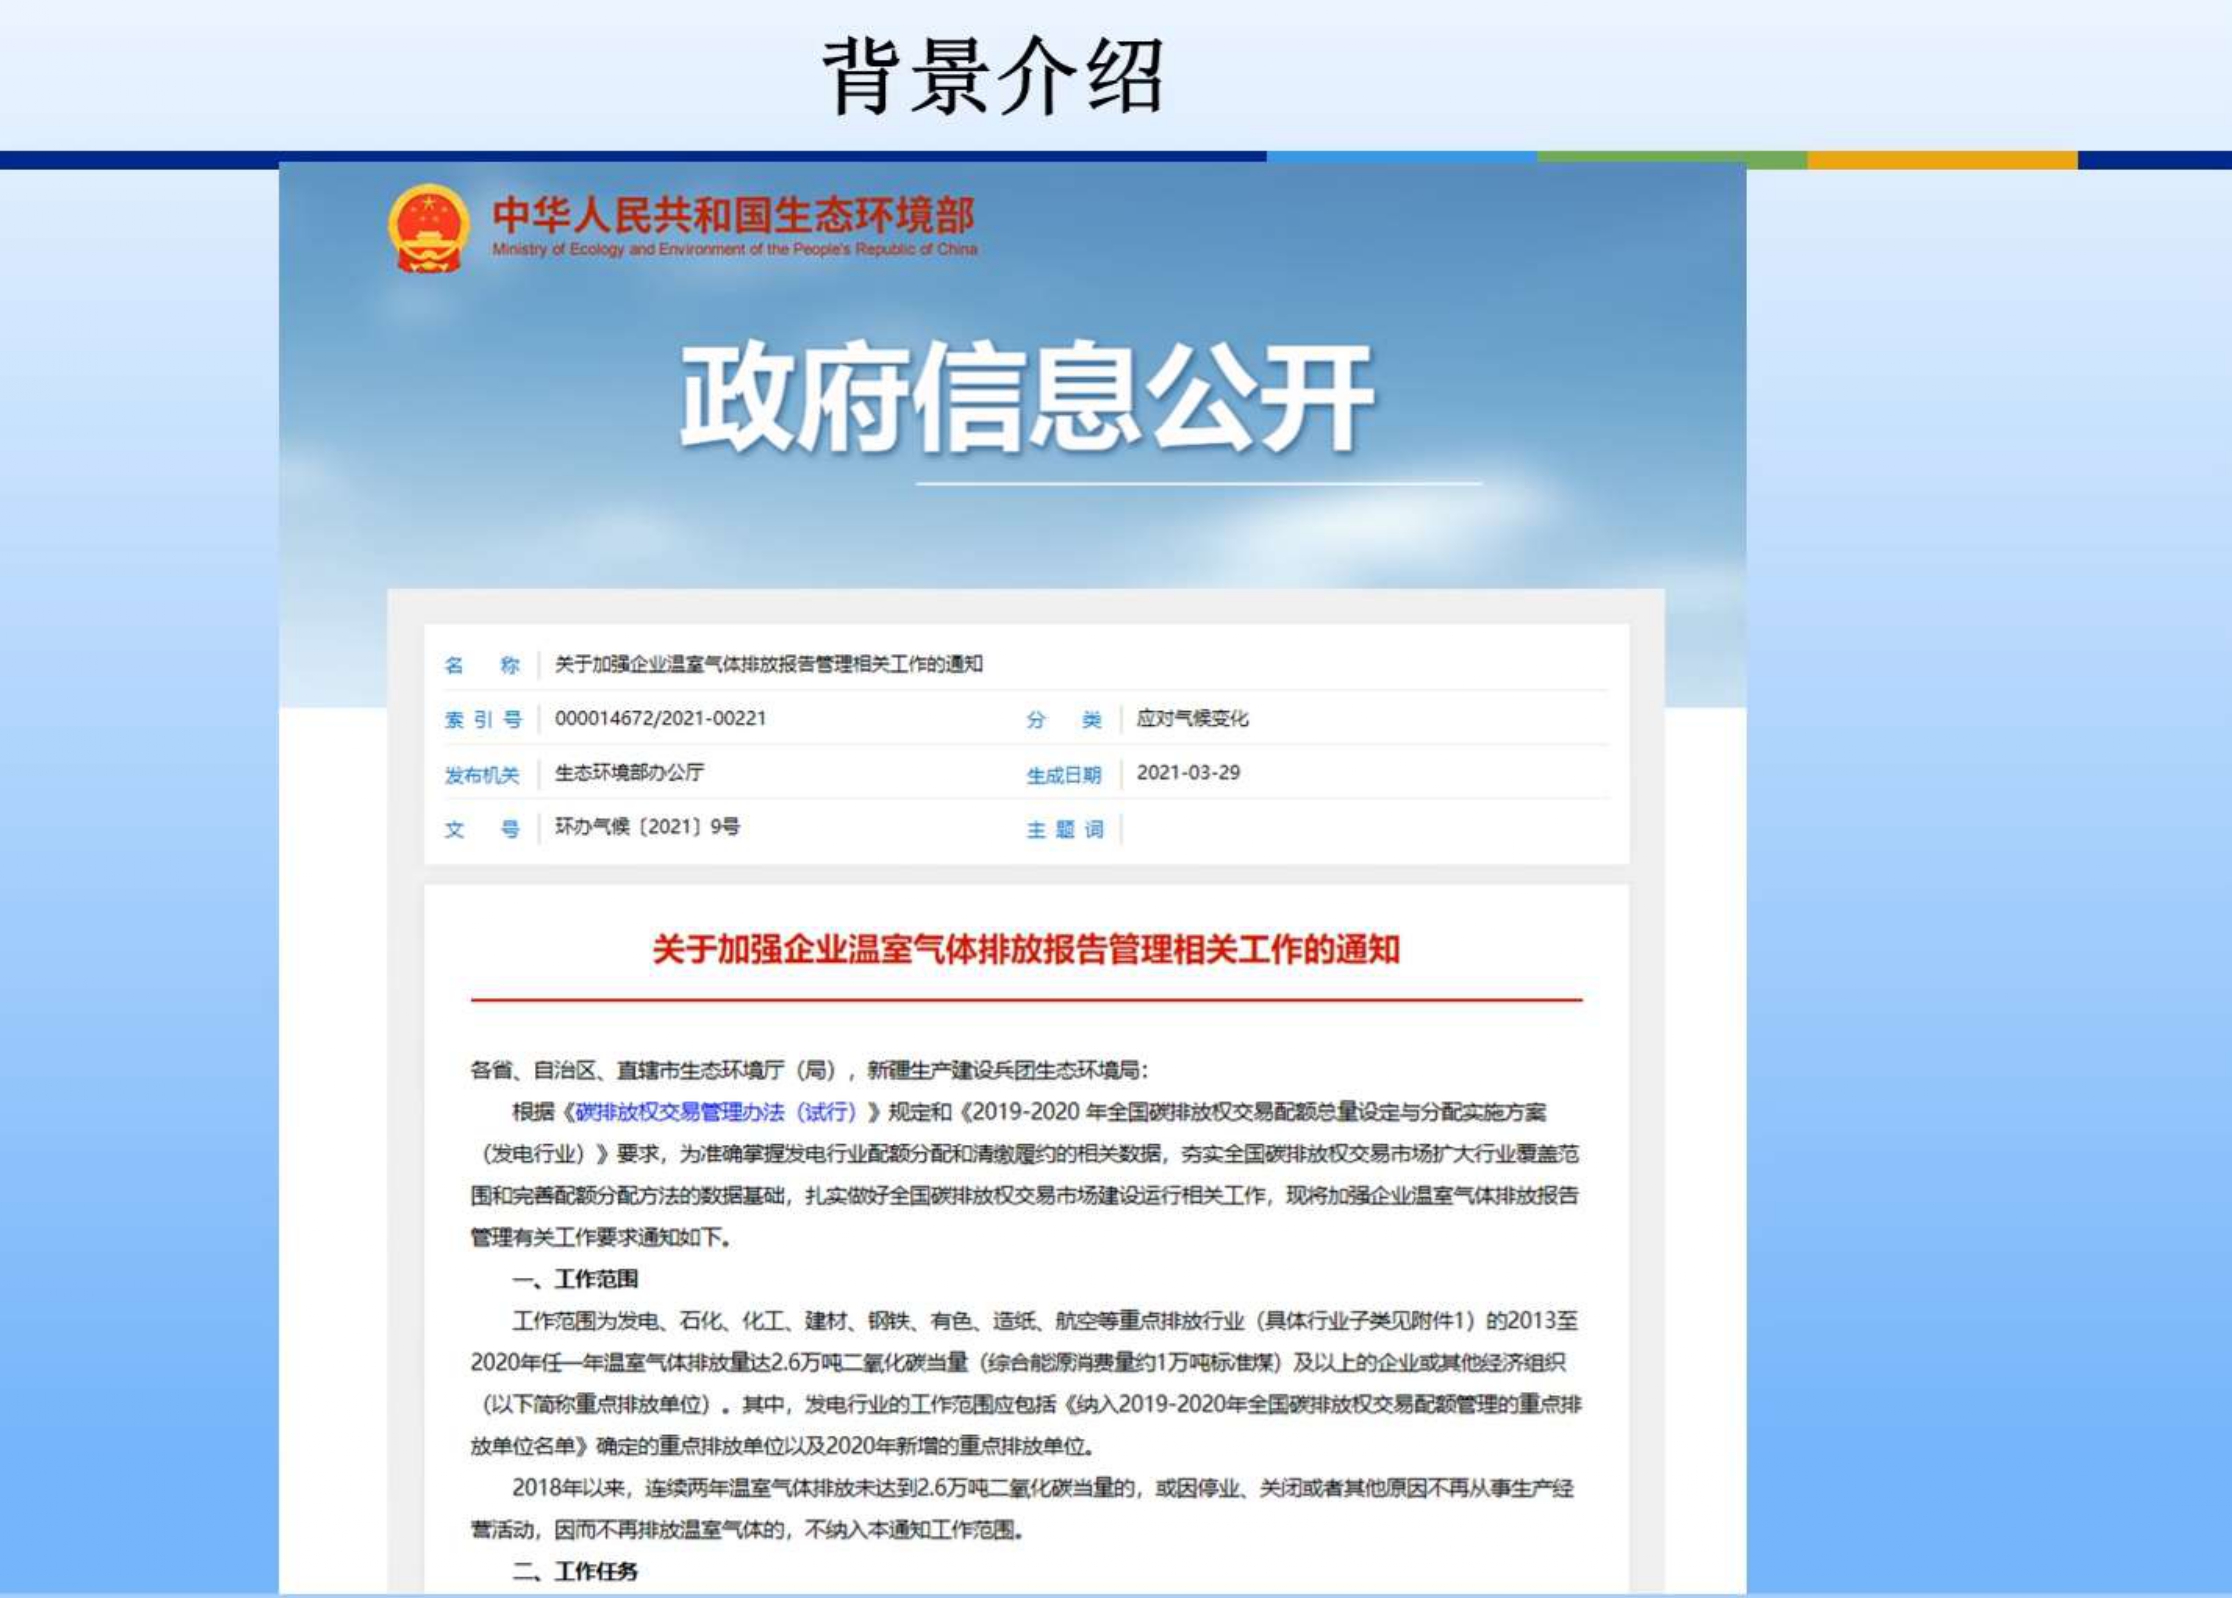 背景介绍
中华人民共和国生态环境部
Ministry of Ecology and Environment of the People's Republic of China
政府信息公开
名 称 关于加强企业温室气体排放报告管理相关工作的通知
索引号 000014672/2021-00221 分 类 应对气候变化
发布机关 生态环境部办公厅 生成日期 2021-03-29
文 号 环办气候〔2021〕9号 主题词
关于加强企业温室气体排放报告管理相关工作的通知
各省、自治区、直辖市生态环境厅（局），新疆生产建设兵团生态环境局：
根据《碳排放权交易管理办法（试行）》规定和《2019-2020 年全国碳排放权交易配额总量设定与分配实施方案
（发电行业）》要求，为准确掌握发电行业配额分配和清缴履约的相关数据，夯实全国碳排放权交易市场扩大行业覆盖范
围和完善配额分配方法的数据基础，扎实做好全国碳排放权交易市场建设运行相关工作，现将加强企业温室气体排放报告
管理有关工作要求通知如下。
一、工作范围
工作范围为发电、石化、化工、建材、钢铁、有色、造纸、航空等重点排放行业（具体行业子类见附件1）的2013至
2020年任一年温室气体排放量达2.6万吨二氧化碳当量（综合能源消费量约1万吨标准煤）及以上的企业或其他经济组织
（以下简称重点排放单位）。其中，发电行业的工作范围应包括《纳入2019-2020年全国碳排放权交易配额管理的重点排
放单位名单》确定的重点排放单位以及2020年新增的重点排放单位。
2018年以来，连续两年温室气体排放未达到2.6万吨二氧化碳当量的，或因停业、关闭或者其他原因不再从事生产经
营活动，因而不再排放温室气体的，不纳入本通知工作范围。
二、工作任务